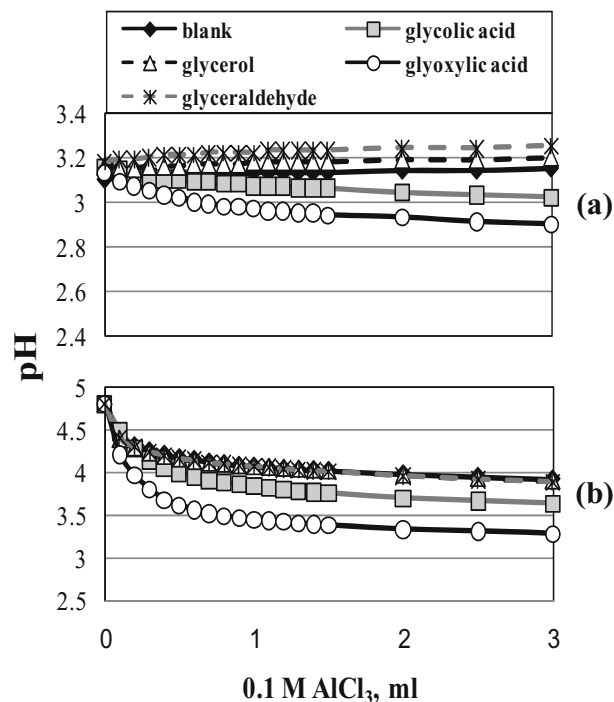 blank
glycolic acid
glycerol
glyoxylic acid
glyceraldehyde
3.4
3.2
3
2.8
2.6
2.4
(a)
pH
5
4.5
4
3.5
3
2.5
(b)
0 1 2 3
0.1 M AlCl₃, ml